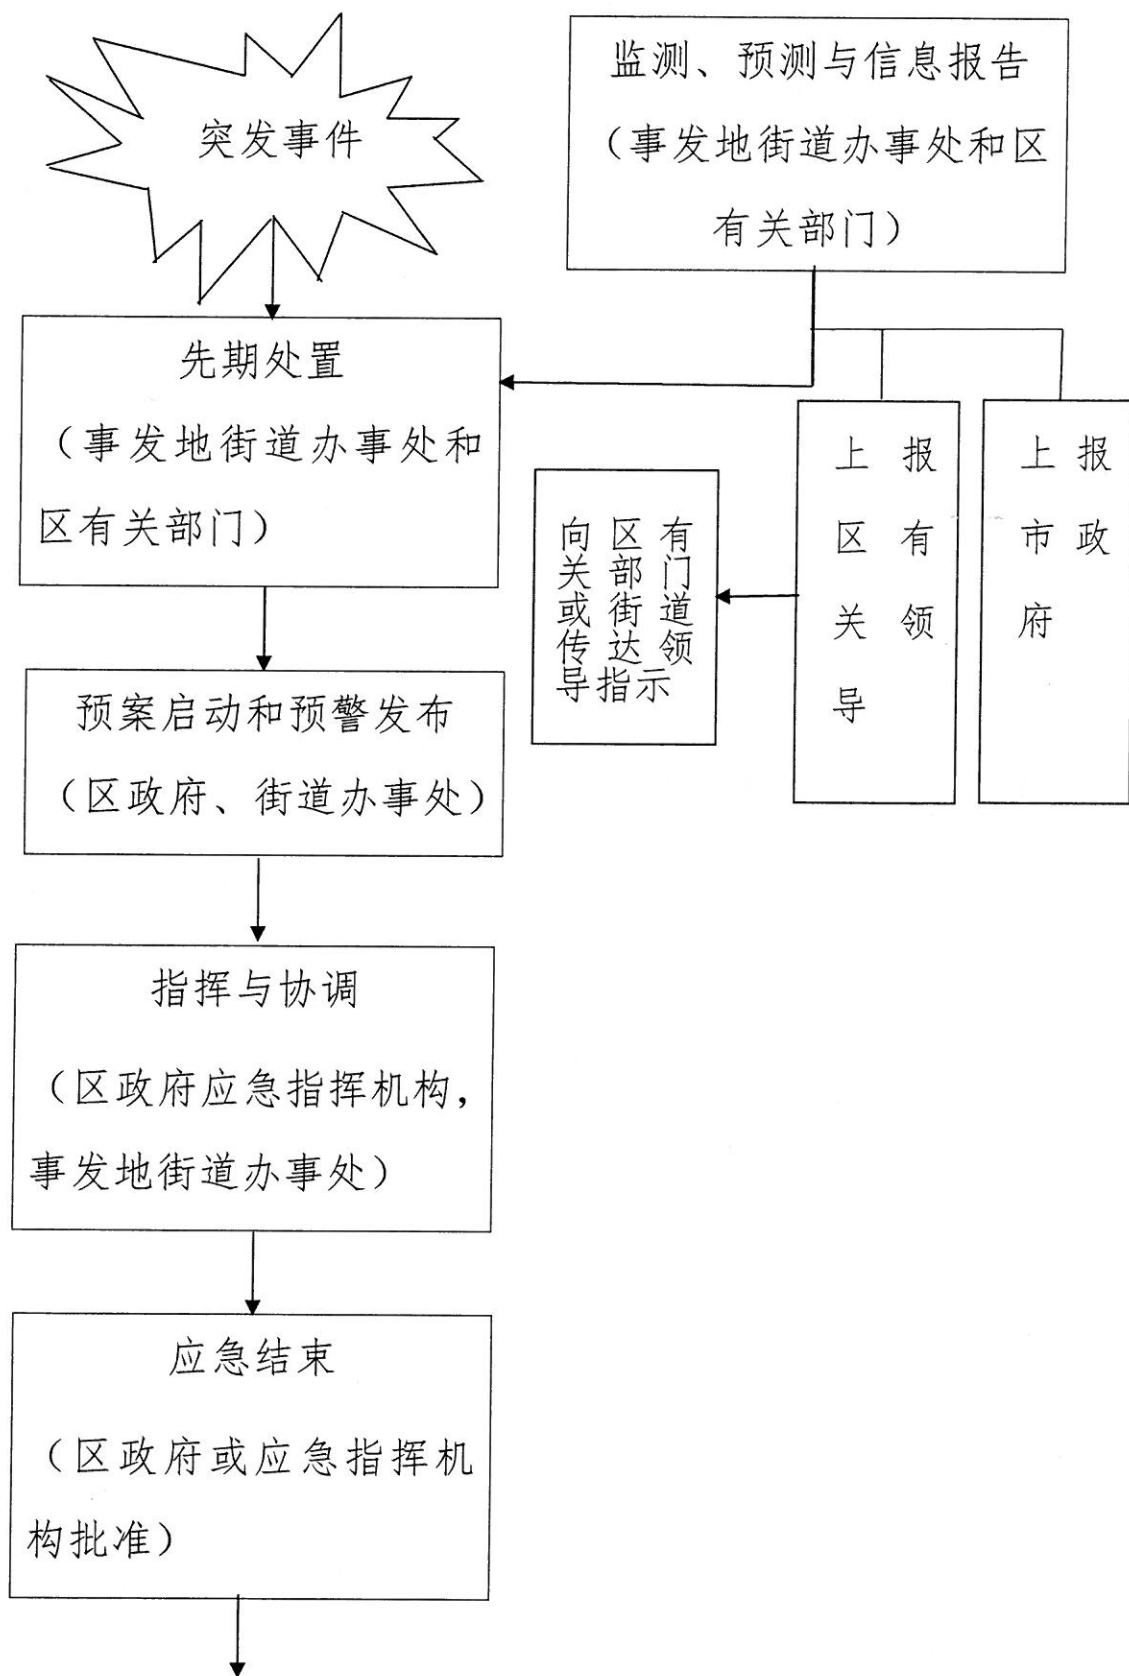 突发事件
监测、预测与信息报告
（事发地街道办事处和区
有关部门）
先期处置
（事发地街道办事处和
区有关部门）
上报
区有
关领
导
上报
市政
府
向区有
关部门
或街道
传达领
导指示
预案启动和预警发布
（区政府、街道办事处）
指挥与协调
（区政府应急指挥机构，
事发地街道办事处）
应急结束
（区政府或应急指挥机
构批准）